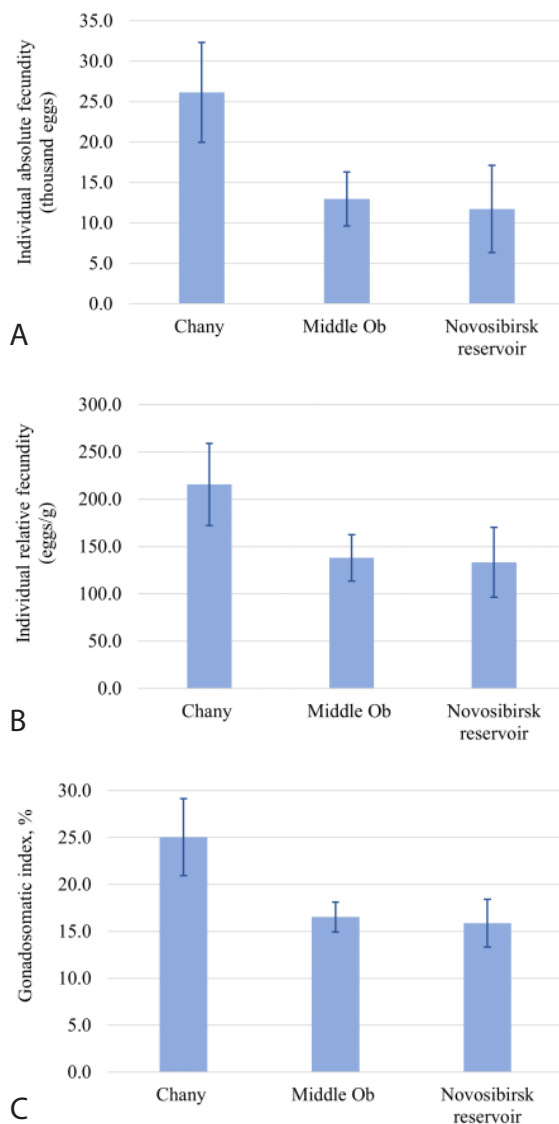 Individual absolute fecundity
(thousand eggs)
35.0
30.0
25.0
20.0
15.0
10.0
5.0
0.0
Chany
Middle Ob
Novosibirsk
reservoir
A
Individual relative fecundity
(eggs/g)
300.0
250.0
200.0
150.0
100.0
50.0
0.0
Chany
Middle Ob
Novosibirsk
reservoir
B
Gonadosomatic index, %
30.0
25.0
20.0
15.0
10.0
5.0
0.0
Chany
Middle Ob
Novosibirsk
reservoir
C